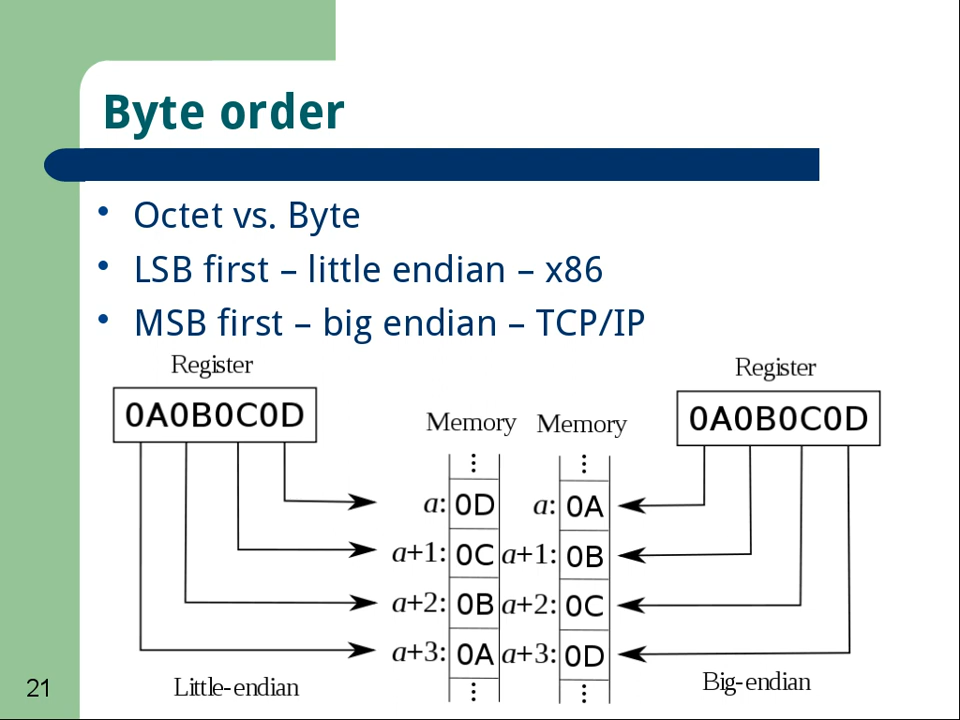 Byte order
• Octet vs. Byte
• LSB first – little endian – x86
• MSB first – big endian – TCP/IP
Register
0A0B0C0D
Memory
⋮
a: 0D
a+1: 0C
a+2: 0B
a+3: 0A
⋮
Little-endian
Memory
⋮
a: 0A
a+1: 0B
a+2: 0C
a+3: 0D
⋮
Register
0A0B0C0D
Big-endian
21